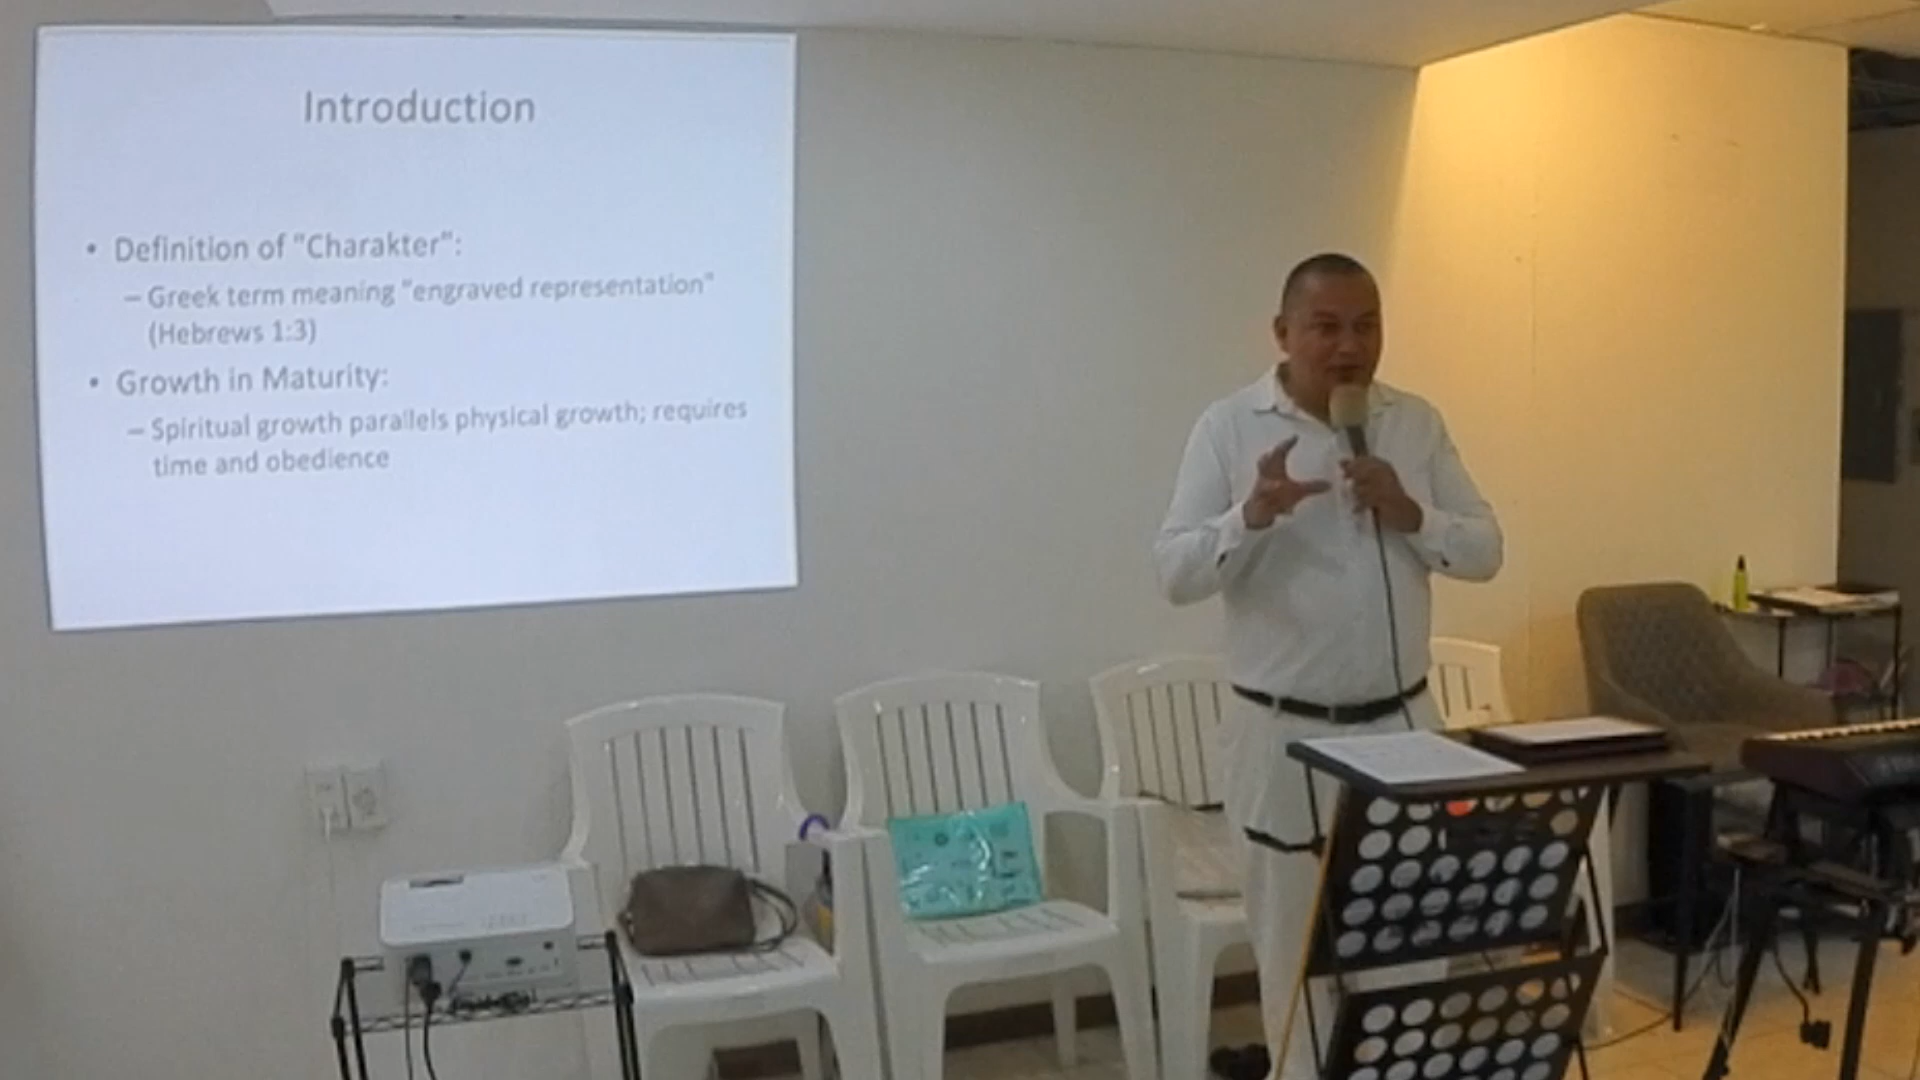 Introduction
• Definition of "Charakter":
– Greek term meaning "engraved representation"
(Hebrews 1:3)
• Growth in Maturity:
– Spiritual growth parallels physical growth; requires
time and obedience